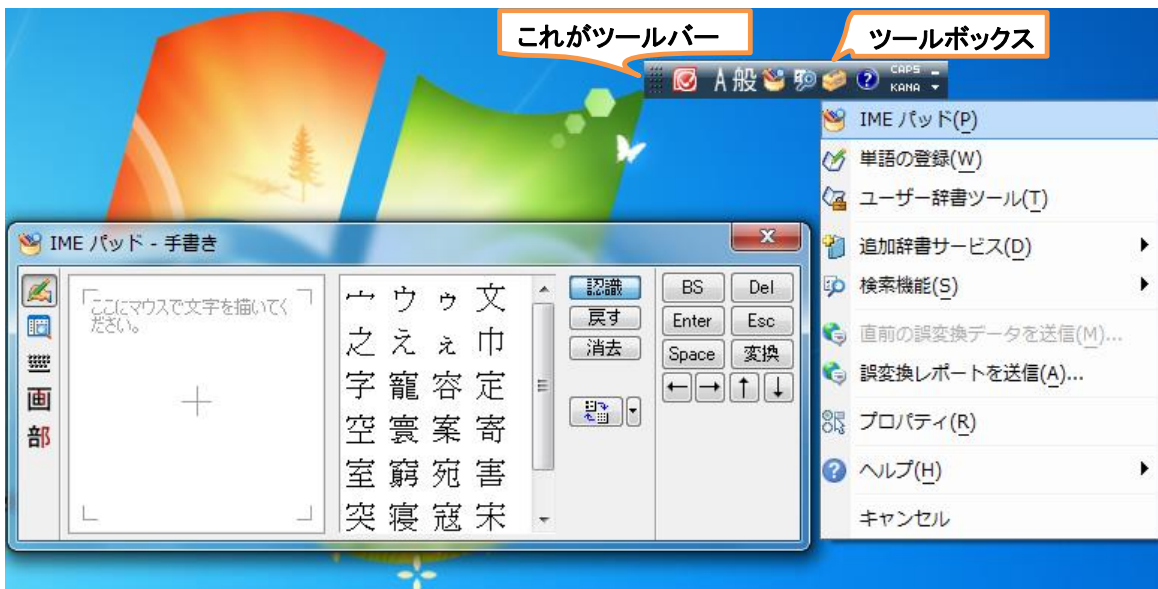 これがツールバー
ツールボックス
A 般 CAPS
KANA
IME パッド(P)
単語の登録(W)
ユーザー辞書ツール(T)
追加辞書サービス(D)
検索機能(S)
直前の誤変換データを送信(M)...
誤変換レポートを送信(A)...
プロパティ(R)
ヘルプ(H)
キャンセル
IME パッド - 手書き
ここにマウスで文字を描いてく
ださい。
画
部
宀 ウ ゥ 文
之 え ぇ 巾
字 寵 容 定
空 寰 案 寄
室 窮 宛 害
突 寝 寇 宋
認識
戻す
消去
BS Del
Enter Esc
Space 変換
← → ↑ ↓